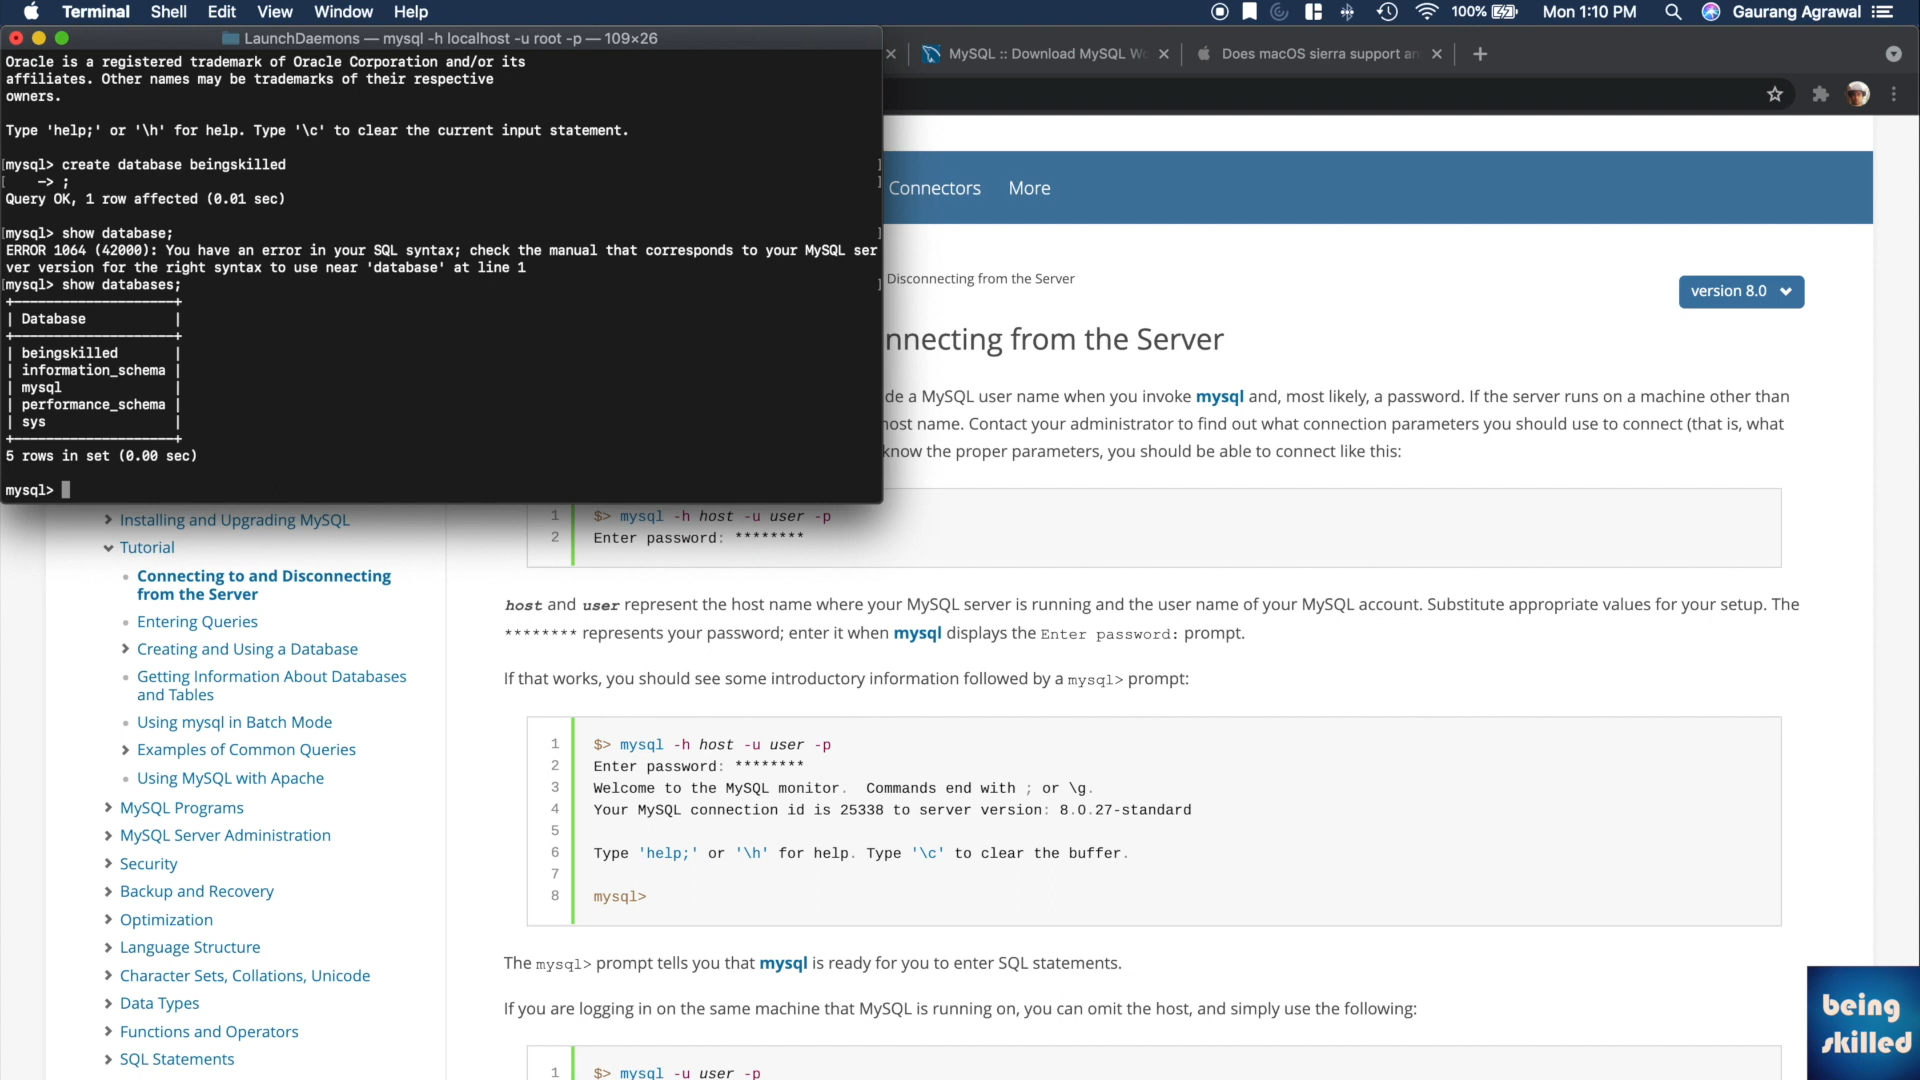 Terminal Shell Edit View Window Help 100% Mon 1:10 PM Gaurang Agrawal
LaunchDaemons — mysql -h localhost -u root -p — 109×26
MySQL :: Download MySQL Wo
Does macOS sierra support an
Oracle is a registered trademark of Oracle Corporation and/or its
affiliates. Other names may be trademarks of their respective
owners.
Type 'help;' or '\h' for help. Type '\c' to clear the current input statement.
[mysql> create database beingskilled ]
[ -> ; ]
Query OK, 1 row affected (0.01 sec)
[mysql> show database; ]
ERROR 1064 (42000): You have an error in your SQL syntax; check the manual that corresponds to your MySQL ser
ver version for the right syntax to use near 'database' at line 1
[mysql> show databases; ]
+--------------------+
| Database |
+--------------------+
| beingskilled |
| information_schema |
| mysql |
| performance_schema |
| sys |
+--------------------+
5 rows in set (0.00 sec)
mysql>
Connectors More
Disconnecting from the Server
version 8.0
nnecting from the Server
de a MySQL user name when you invoke mysql and, most likely, a password. If the server runs on a machine other than
ost name. Contact your administrator to find out what connection parameters you should use to connect (that is, what
know the proper parameters, you should be able to connect like this:
1 $> mysql -h host -u user -p
2 Enter password: ********
host and user represent the host name where your MySQL server is running and the user name of your MySQL account. Substitute appropriate values for your setup. The
******** represents your password; enter it when mysql displays the Enter password: prompt.
If that works, you should see some introductory information followed by a mysql> prompt:
1 $> mysql -h host -u user -p
2 Enter password: ********
3 Welcome to the MySQL monitor. Commands end with ; or \g.
4 Your MySQL connection id is 25338 to server version: 8.0.27-standard
5
6 Type 'help;' or '\h' for help. Type '\c' to clear the buffer.
7
8 mysql>
The mysql> prompt tells you that mysql is ready for you to enter SQL statements.
If you are logging in on the same machine that MySQL is running on, you can omit the host, and simply use the following:
1 $> mysql -u user -p
Installing and Upgrading MySQL
Tutorial
Connecting to and Disconnecting
from the Server
Entering Queries
Creating and Using a Database
Getting Information About Databases
and Tables
Using mysql in Batch Mode
Examples of Common Queries
Using MySQL with Apache
MySQL Programs
MySQL Server Administration
Security
Backup and Recovery
Optimization
Language Structure
Character Sets, Collations, Unicode
Data Types
Functions and Operators
SQL Statements
being
skilled